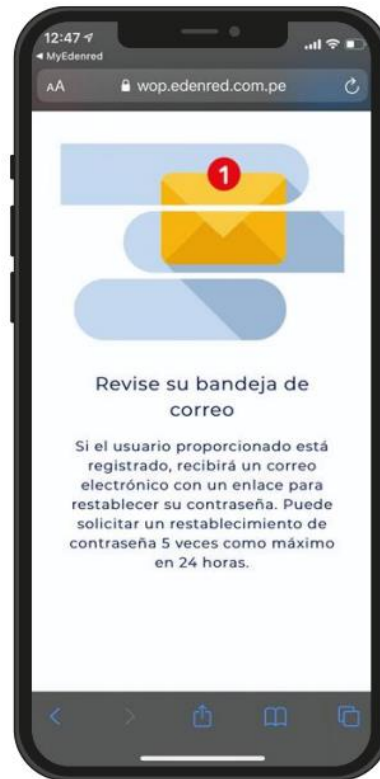 12:47
◀ MyEdenred
AA wop.edenred.com.pe
1
Revise su bandeja de
correo
Si el usuario proporcionado está
registrado, recibirá un correo
electrónico con un enlace para
restablecer su contraseña. Puede
solicitar un restablecimiento de
contraseña 5 veces como máximo
en 24 horas.